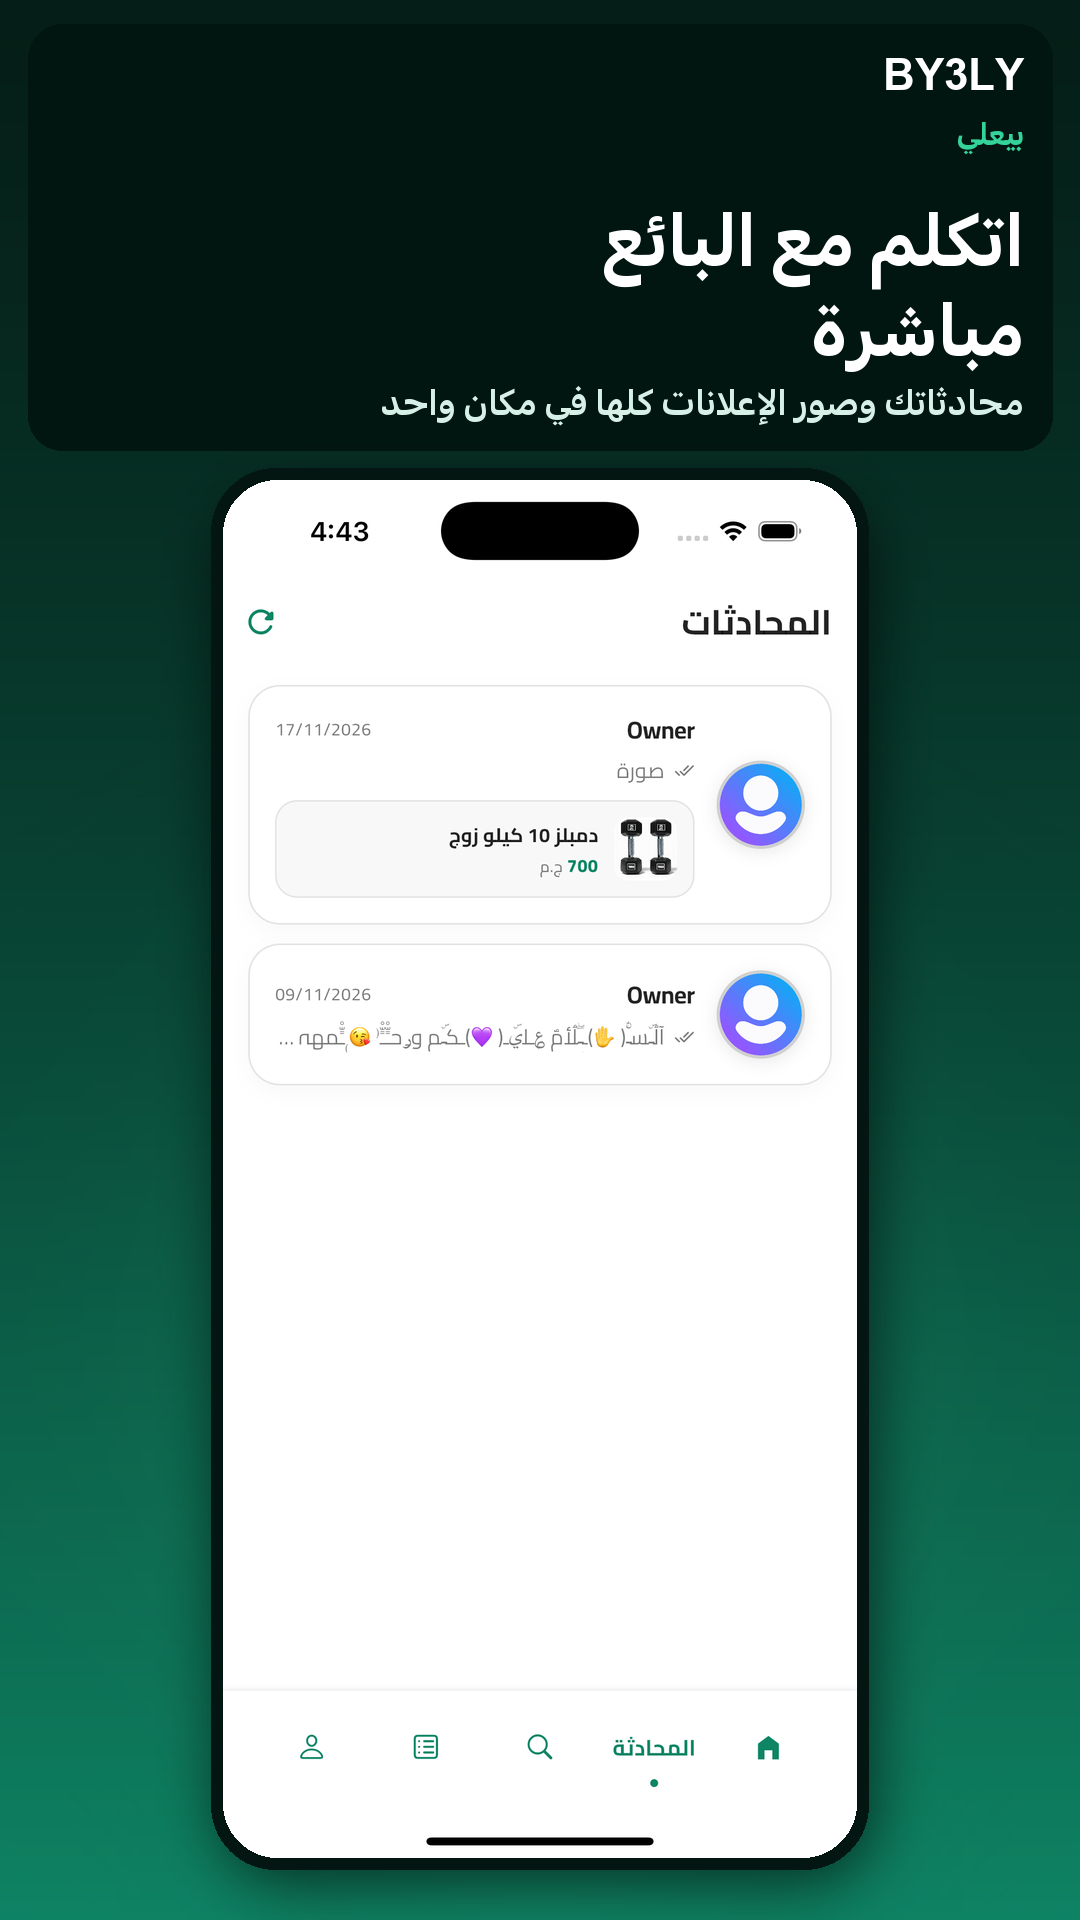 BY3LY
بيعلي
اتكلم مع البائع
مباشرة
محادثاتك وصور الإعلانات كلها في مكان واحد
4:43
المحادثات
Owner
17/11/2026
صورة
دمبلز 10 كيلو زوج
700 ج.م
Owner
09/11/2026
المحادثة